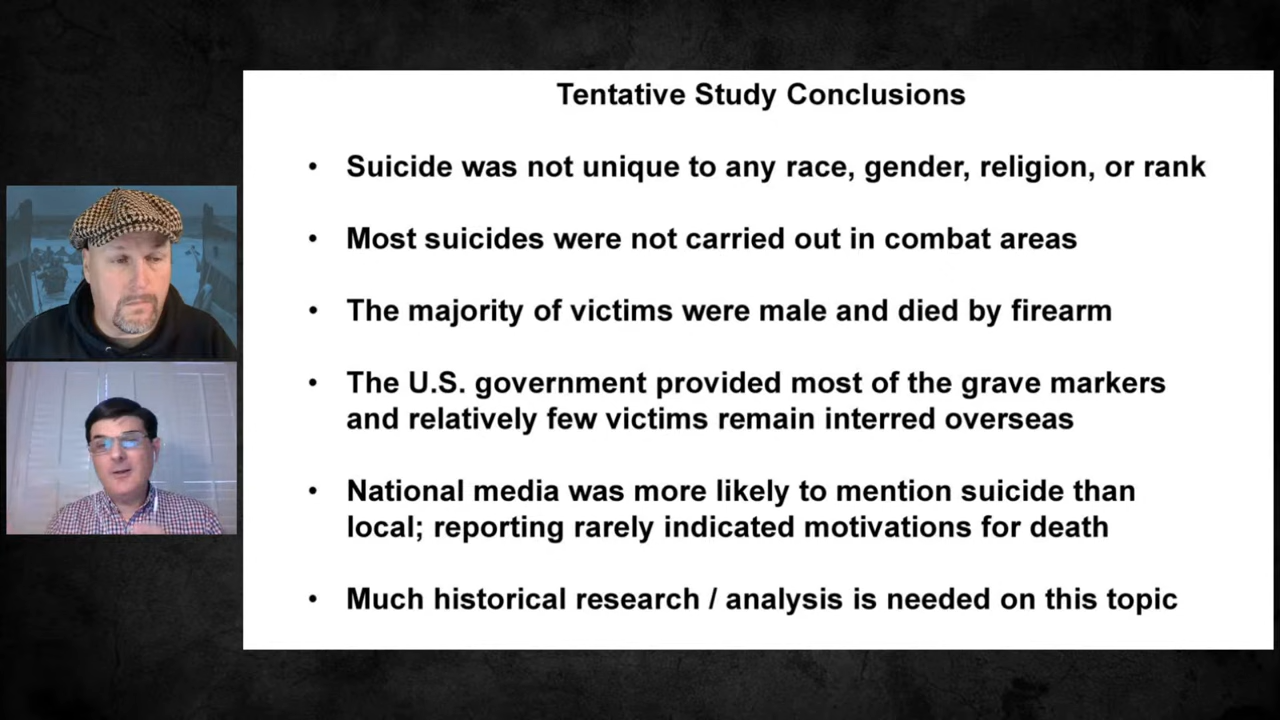 Tentative Study Conclusions
• Suicide was not unique to any race, gender, religion, or rank
• Most suicides were not carried out in combat areas
• The majority of victims were male and died by firearm
• The U.S. government provided most of the grave markers
and relatively few victims remain interred overseas
• National media was more likely to mention suicide than
local; reporting rarely indicated motivations for death
• Much historical research / analysis is needed on this topic